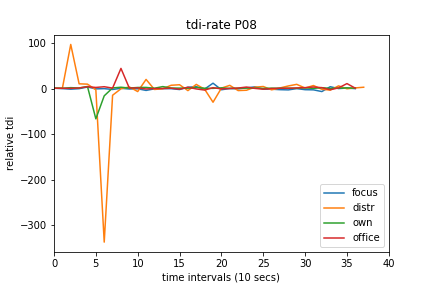 tdi-rate P08
100
0
−100
−200
−300
relative tdi
0 5 10 15 20 25 30 35 40
time intervals (10 secs)
focus
distr
own
office